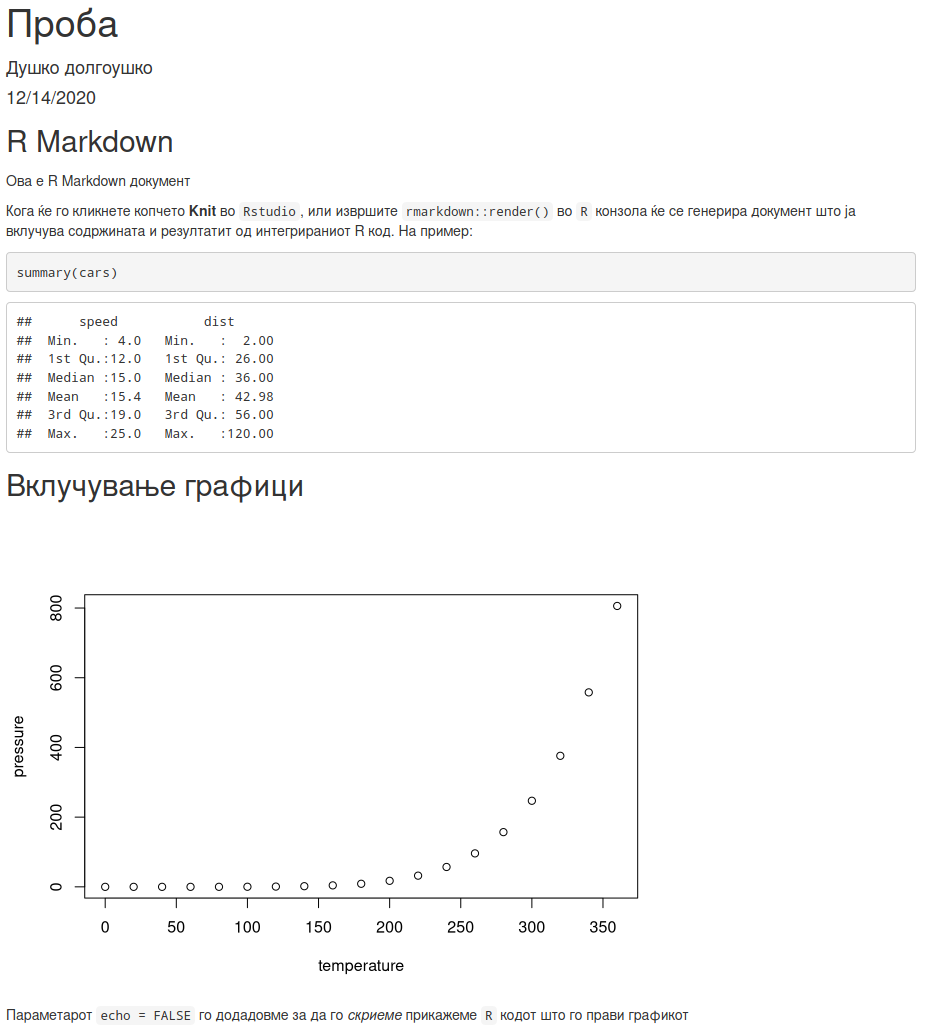 Проба
Душко долгоушко
12/14/2020
R Markdown
Ова е R Markdown документ
Кога ќе го кликнете копчето Knit во Rstudio, или извршите rmarkdown::render() во R конзола ќе се генерира документ што ја
вклучува содржината и резултатит од интегрираниот R код. На пример:
summary(cars)
##      speed           dist
##  Min.   : 4.0   Min.   :  2.00
##  1st Qu.:12.0   1st Qu.: 26.00
##  Median :15.0   Median : 36.00
##  Mean   :15.4   Mean   : 42.98
##  3rd Qu.:19.0   3rd Qu.: 56.00
##  Max.   :25.0   Max.   :120.00
Вклучување графици
800
600
400
200
0
pressure
0 50 100 150 200 250 300 350
temperature
Параметарот echo = FALSE го додадовме за да го скриеме прикажеме R кодот што го прави графикот